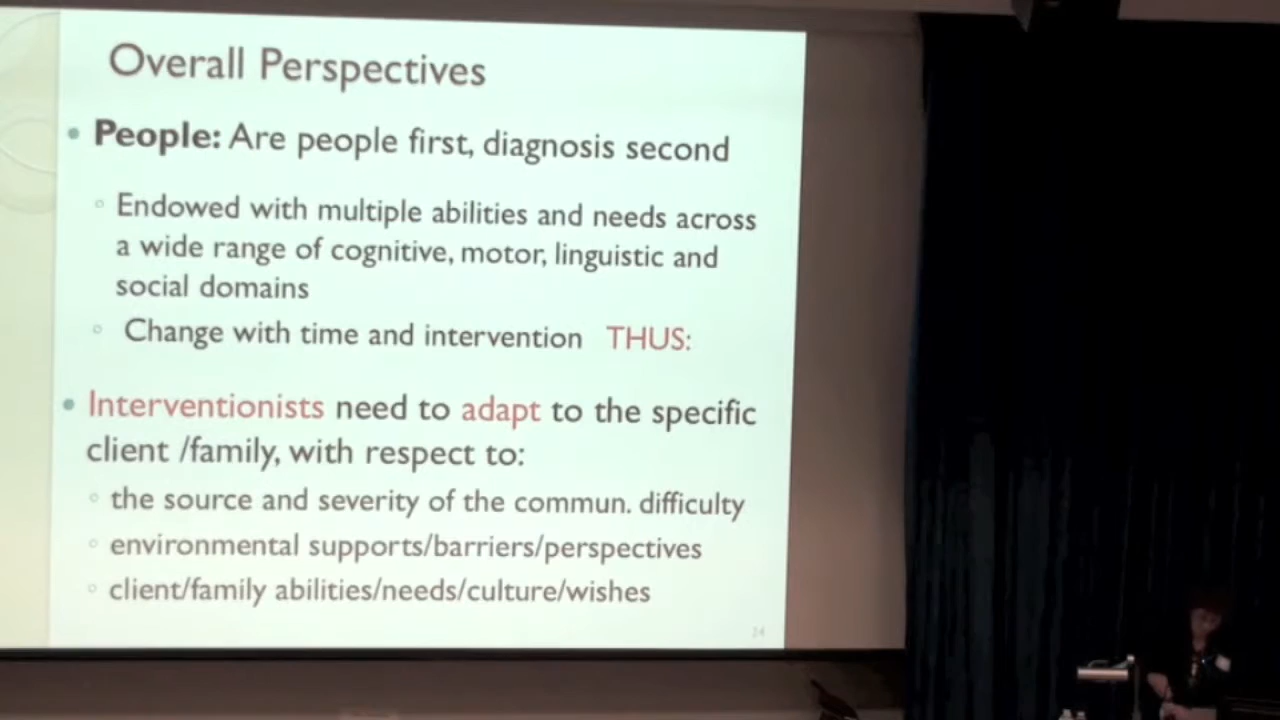 Overall Perspectives
• People: Are people first, diagnosis second
◦ Endowed with multiple abilities and needs across
a wide range of cognitive, motor, linguistic and
social domains
◦ Change with time and intervention THUS:
• Interventionists need to adapt to the specific
client /family, with respect to:
◦ the source and severity of the commun. difficulty
◦ environmental supports/barriers/perspectives
◦ client/family abilities/needs/culture/wishes
24